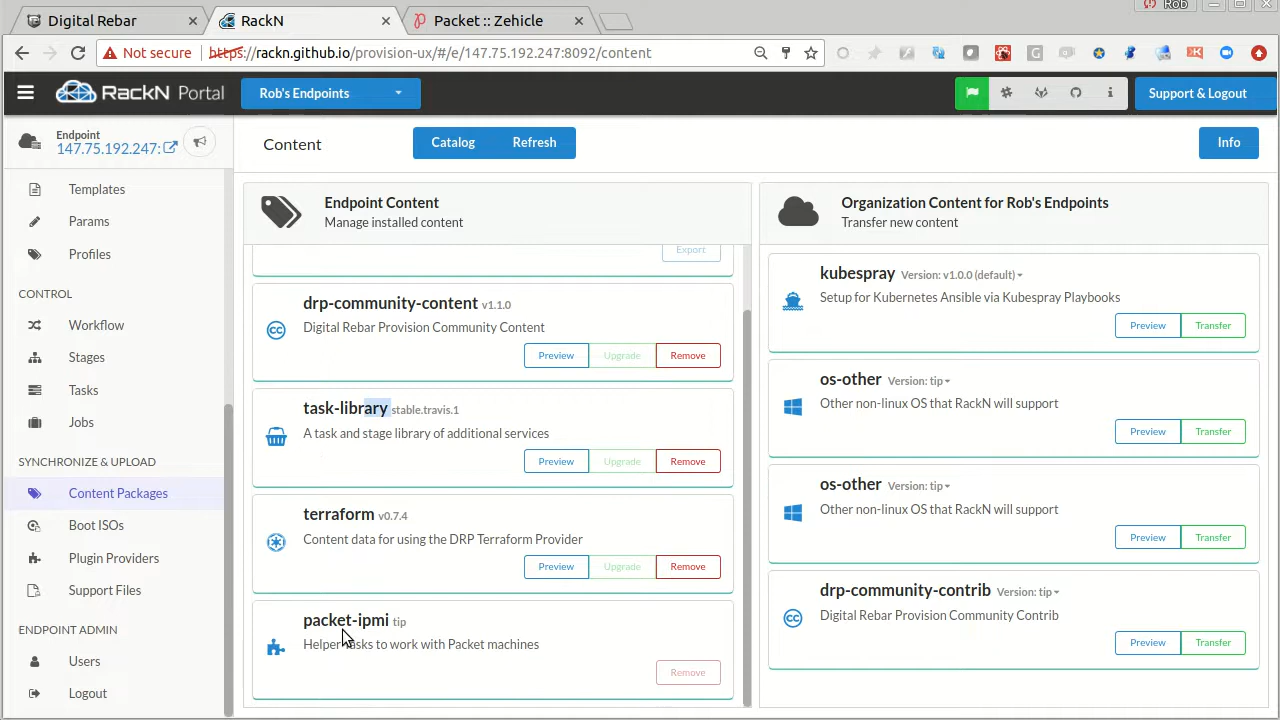 Digital Rebar
RackN
Packet :: Zehicle
Rob
Not secure https://rackn.github.io/provision-ux/#/e/147.75.192.247:8092/content
RackN Portal
Rob's Endpoints
Support & Logout
Endpoint
147.75.192.247:
Content
Catalog
Refresh
Info
Templates
Params
Profiles
CONTROL
Workflow
Stages
Tasks
Jobs
SYNCHRONIZE & UPLOAD
Content Packages
Boot ISOs
Plugin Providers
Support Files
ENDPOINT ADMIN
Users
Logout
Endpoint Content
Manage installed content
Export
drp-community-content v1.1.0
Digital Rebar Provision Community Content
Preview Upgrade Remove
task-library stable.travis.1
A task and stage library of additional services
Preview Upgrade Remove
terraform v0.7.4
Content data for using the DRP Terraform Provider
Preview Upgrade Remove
packet-ipmi tip
Helper tasks to work with Packet machines
Remove
Organization Content for Rob's Endpoints
Transfer new content
kubespray Version: v1.0.0 (default)
Setup for Kubernetes Ansible via Kubespray Playbooks
Preview Transfer
os-other Version: tip
Other non-linux OS that RackN will support
Preview Transfer
os-other Version: tip
Other non-linux OS that RackN will support
Preview Transfer
drp-community-contrib Version: tip
Digital Rebar Provision Community Contrib
Preview Transfer